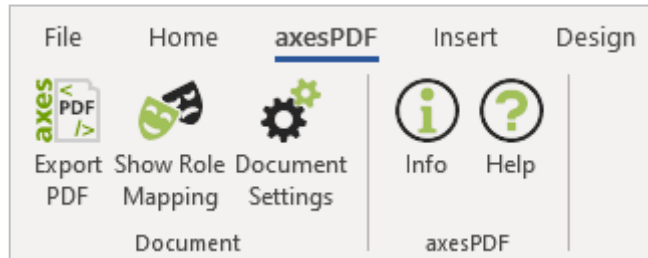 File Home axesPDF Insert Design
axes < PDF />
Export PDF
Show Role Mapping
Document Settings
Info Help
Document axesPDF